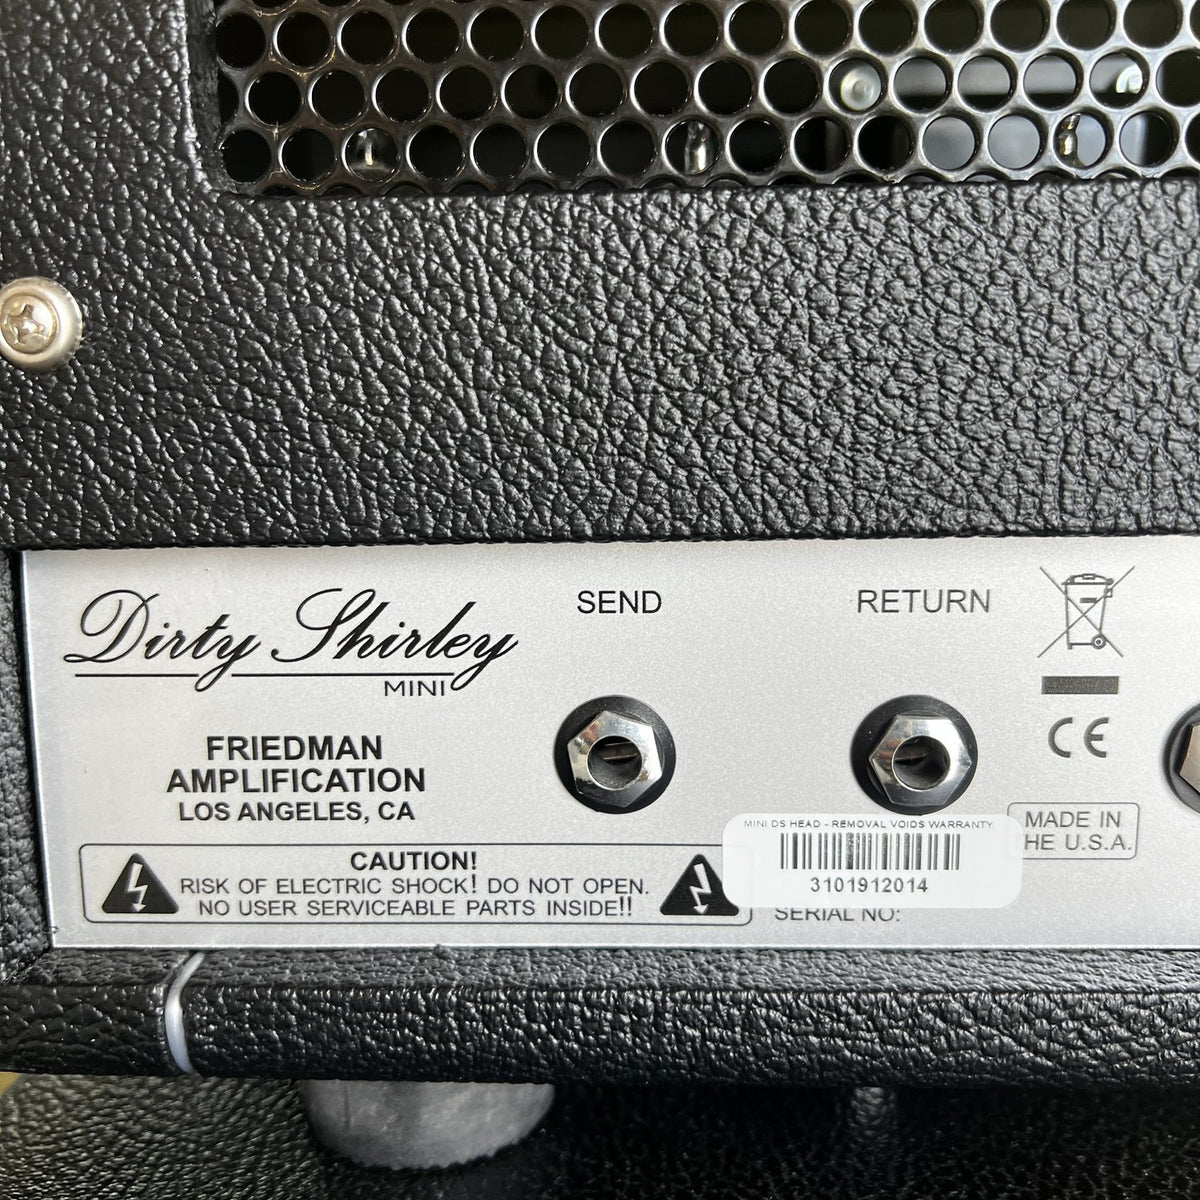 Dirty Shirley
MINI
FRIEDMAN
AMPLIFICATION
LOS ANGELES, CA
CAUTION!
RISK OF ELECTRIC SHOCK! DO NOT OPEN.
NO USER SERVICEABLE PARTS INSIDE!!
SEND
RETURN
CE
MADE IN
THE U.S.A.
MINI DS HEAD - REMOVAL VOIDS WARRANTY
3101912014
SERIAL NO: